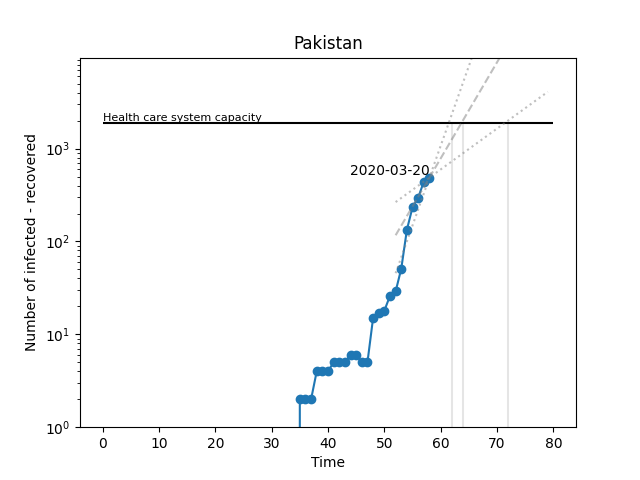 Pakistan
Health care system capacity
2020-03-20
Number of infected - recovered
10³
10²
10¹
10⁰
0 10 20 30 40 50 60 70 80
Time